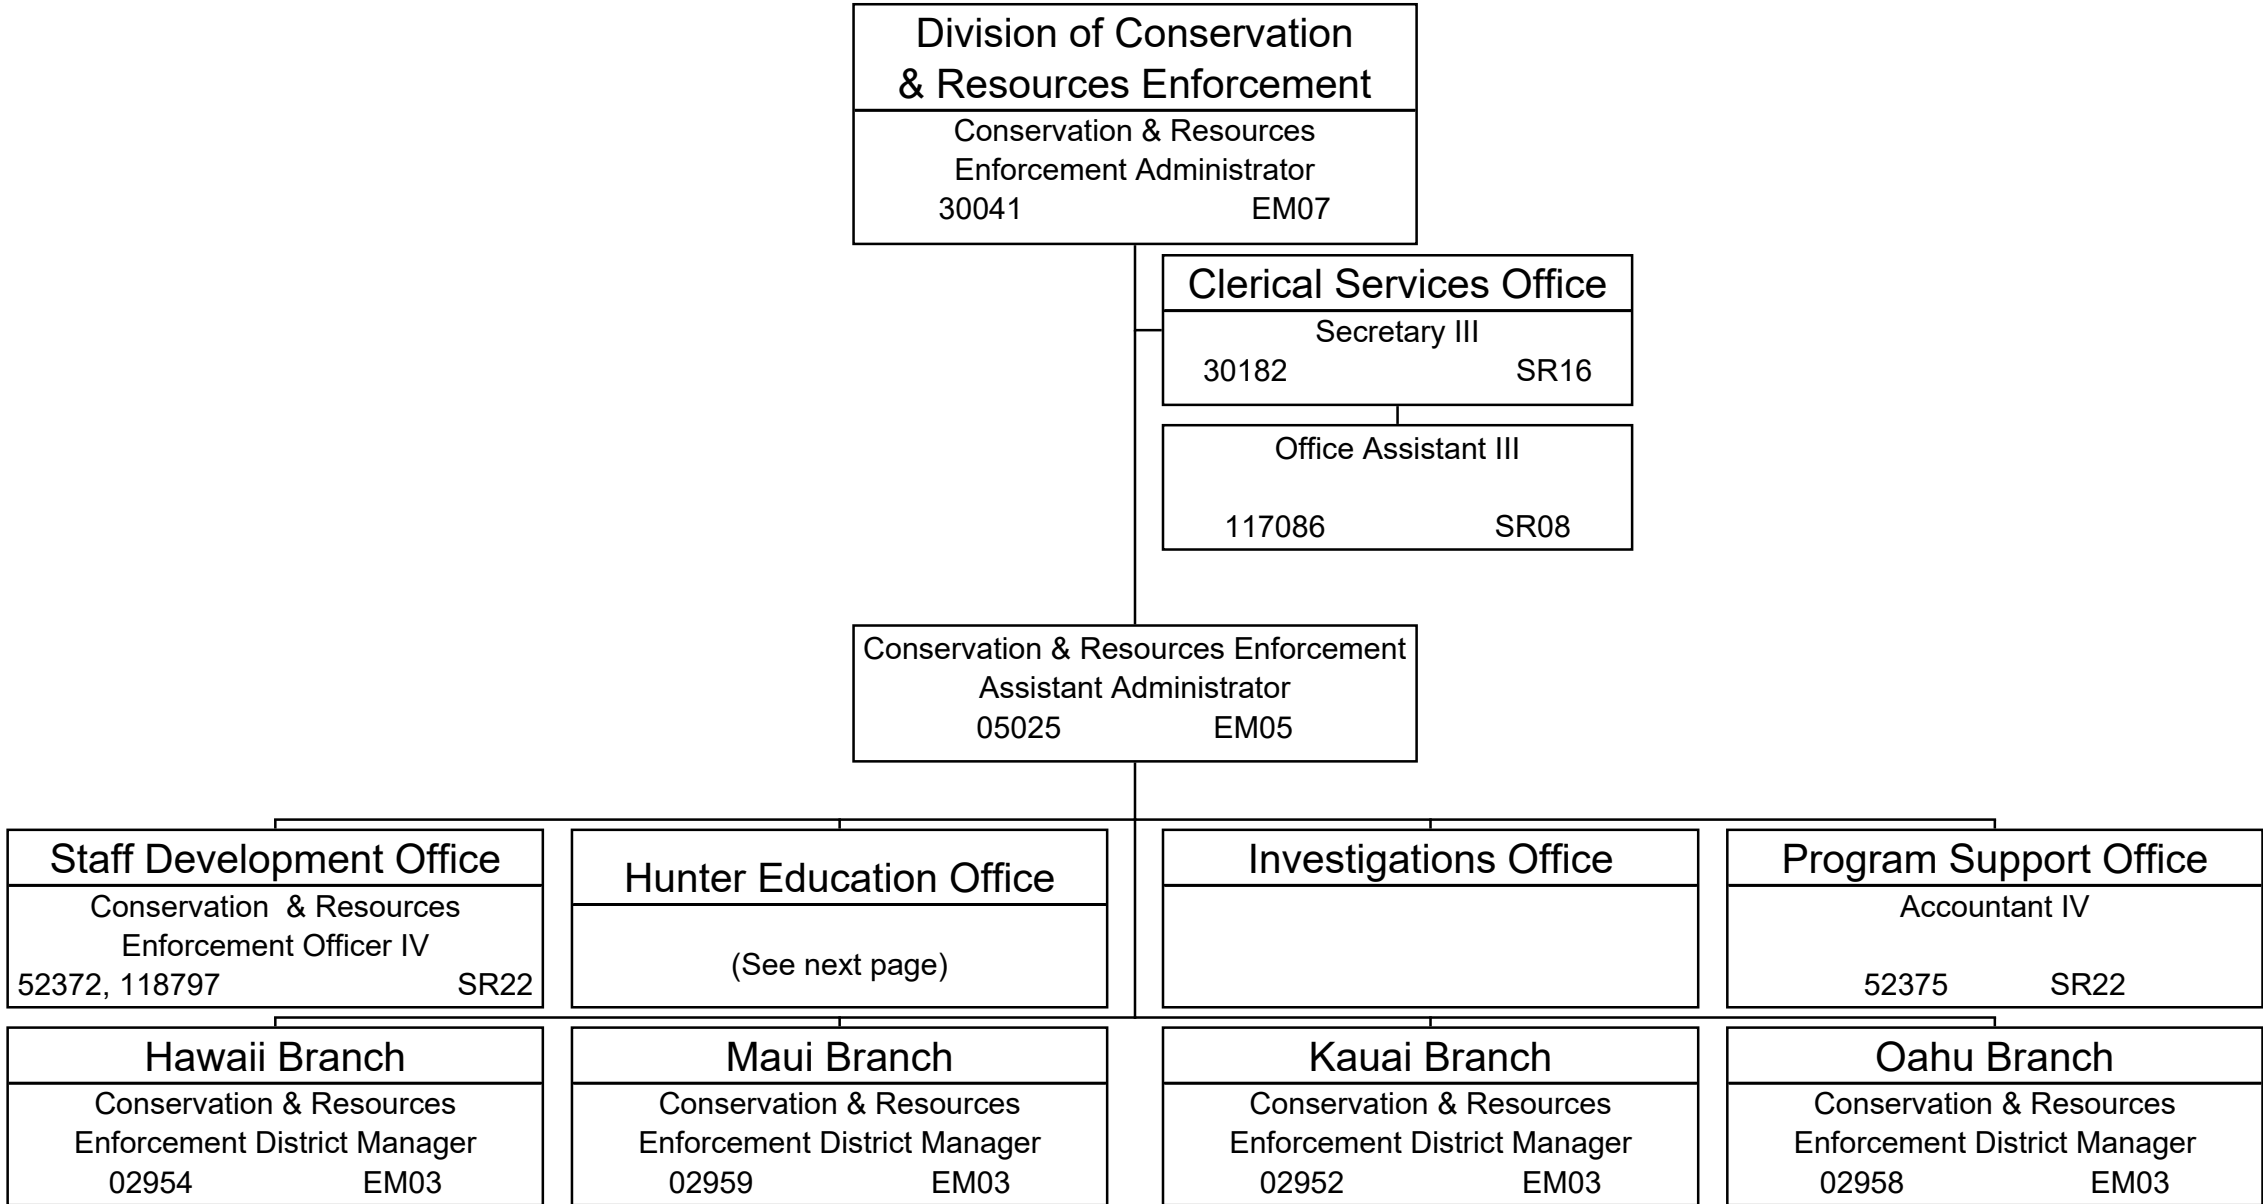 Division of Conservation
& Resources Enforcement
Conservation & Resources
Enforcement Administrator
30041 EM07
Clerical Services Office
Secretary III
30182 SR16
Office Assistant III
117086 SR08
Conservation & Resources Enforcement
Assistant Administrator
05025 EM05
Staff Development Office
Conservation & Resources
Enforcement Officer IV
52372, 118797 SR22
Hunter Education Office
(See next page)
Investigations Office
Program Support Office
Accountant IV
52375 SR22
Hawaii Branch
Conservation & Resources
Enforcement District Manager
02954 EM03
Maui Branch
Conservation & Resources
Enforcement District Manager
02959 EM03
Kauai Branch
Conservation & Resources
Enforcement District Manager
02952 EM03
Oahu Branch
Conservation & Resources
Enforcement District Manager
02958 EM03